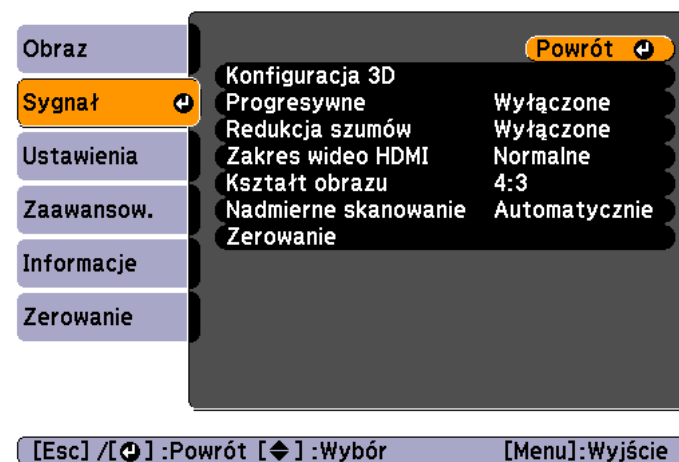 Obraz
Sygnał
Ustawienia
Zaawansow.
Informacje
Zerowanie
Powrót
Konfiguracja 3D
Progresywne Wyłączone
Redukcja szumów Wyłączone
Zakres wideo HDMI Normalne
Kształt obrazu 4:3
Nadmierne skanowanie Automatycznie
Zerowanie
[Esc] /[ ] :Powrót [ ] :Wybór [Menu]:Wyjście